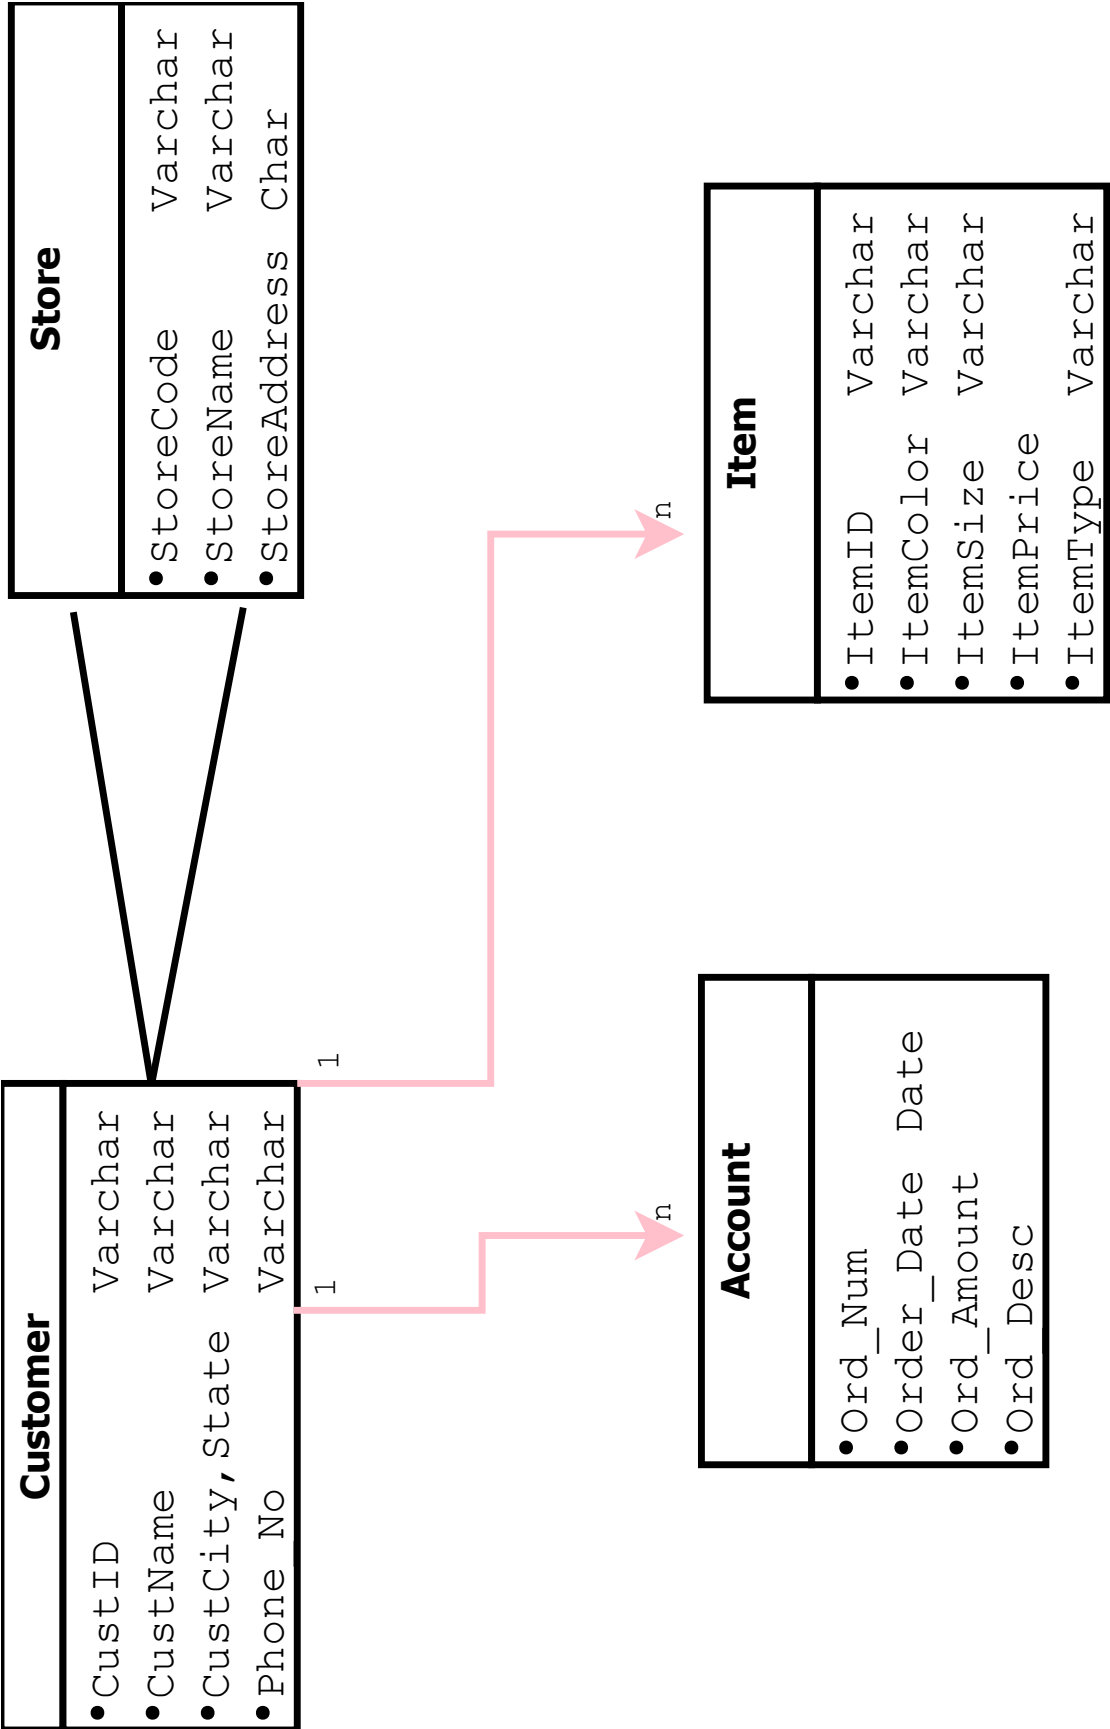 Customer
•CustID Varchar
•CustName Varchar
•CustCity,State Varchar
•Phone No Varchar
Store
•StoreCode Varchar
•StoreName Varchar
•StoreAddress Char
1
1
n
n
Account
•Ord_Num
•Order_Date Date
•Ord_Amount
•Ord_Desc
Item
•ItemID Varchar
•ItemColor Varchar
•ItemSize Varchar
•ItemPrice
•ItemType Varchar